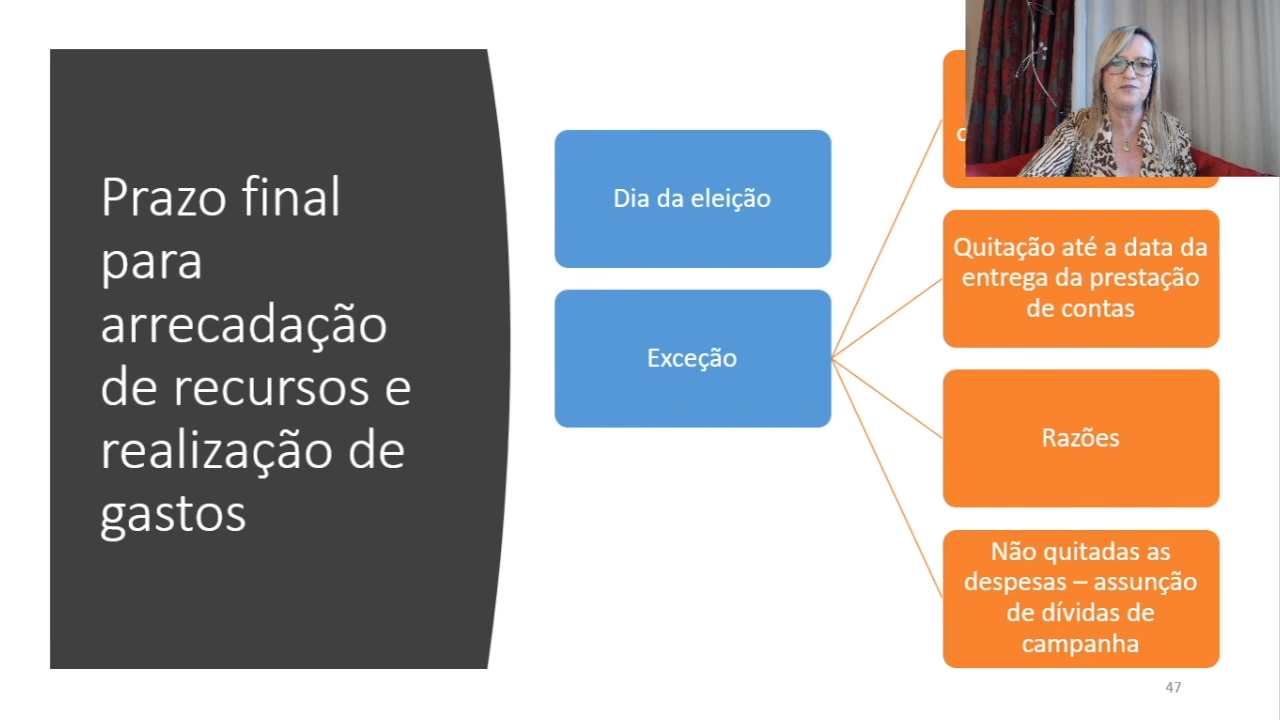 Prazo final
para
arrecadação
de recursos e
realização de
gastos
Dia da eleição
Exceção
Quitação até a data da
entrega da prestação
de contas
Razões
Não quitadas as
despesas – assunção
de dívidas de
campanha
47